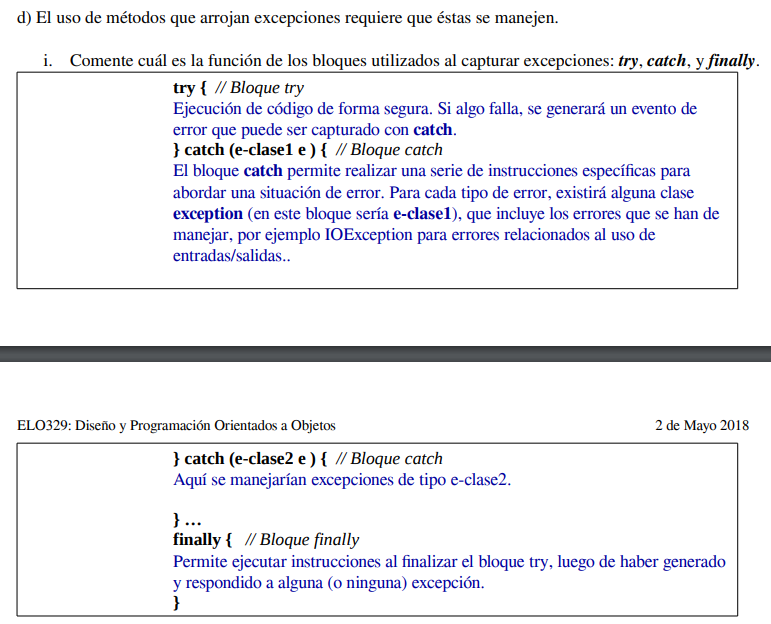 d) El uso de métodos que arrojan excepciones requiere que éstas se manejen.
i. Comente cuál es la función de los bloques utilizados al capturar excepciones: try, catch, y finally.
try { // Bloque try
Ejecución de código de forma segura. Si algo falla, se generará un evento de
error que puede ser capturado con catch.
} catch (e-clase1 e ) { // Bloque catch
El bloque catch permite realizar una serie de instrucciones específicas para
abordar una situación de error. Para cada tipo de error, existirá alguna clase
exception (en este bloque sería e-clase1), que incluye los errores que se han de
manejar, por ejemplo IOException para errores relacionados al uso de
entradas/salidas..
ELO329: Diseño y Programación Orientados a Objetos 2 de Mayo 2018
} catch (e-clase2 e ) { // Bloque catch
Aquí se manejarían excepciones de tipo e-clase2.
} …
finally { // Bloque finally
Permite ejecutar instrucciones al finalizar el bloque try, luego de haber generado
y respondido a alguna (o ninguna) excepción.
}